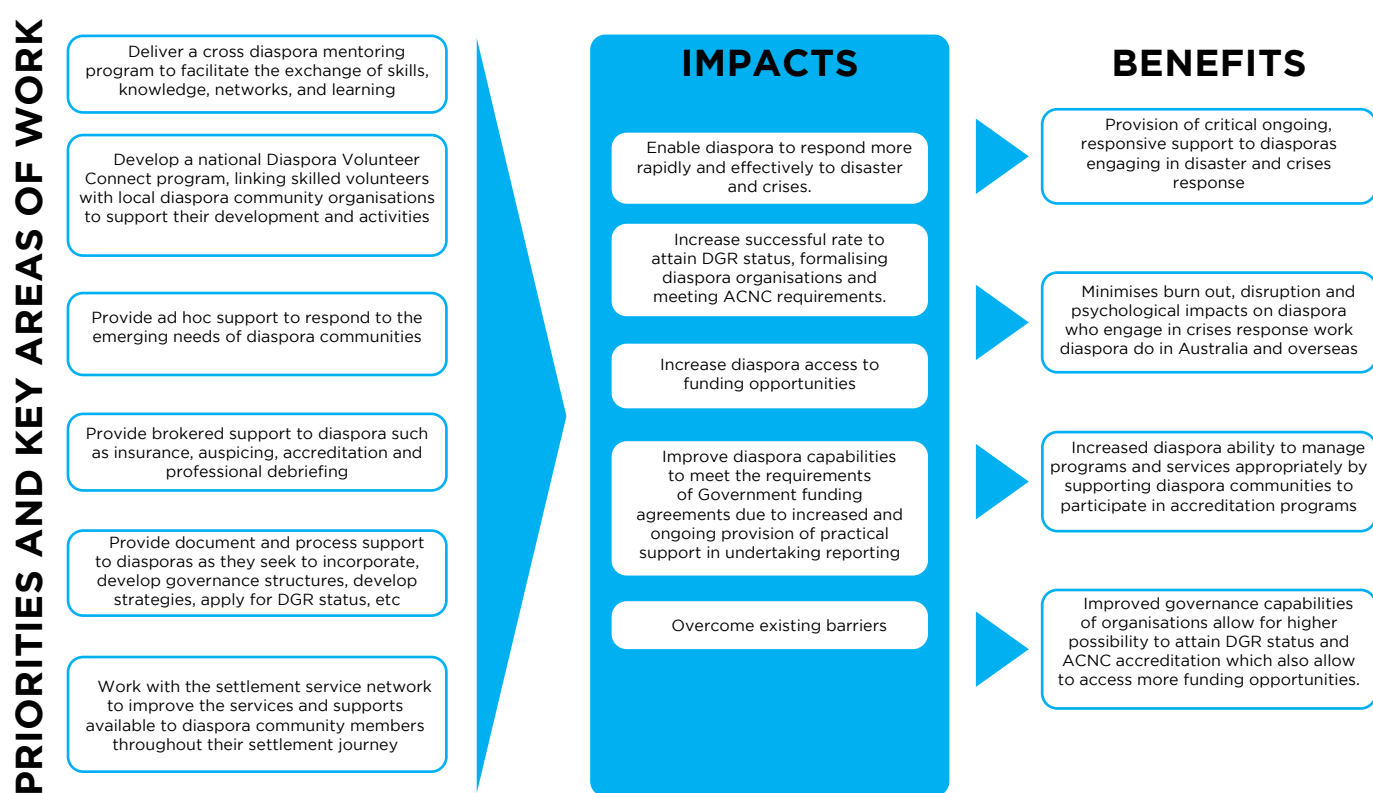 PRIORITIES AND KEY AREAS OF WORK
Deliver a cross diaspora mentoring
program to facilitate the exchange of skills,
knowledge, networks, and learning
Develop a national Diaspora Volunteer
Connect program, linking skilled volunteers
with local diaspora community organisations
to support their development and activities
Provide ad hoc support to respond to the
emerging needs of diaspora communities
Provide brokered support to diaspora such
as insurance, auspicing, accreditation and
professional debriefing
Provide document and process support
to diasporas as they seek to incorporate,
develop governance structures, develop
strategies, apply for DGR status, etc
Work with the settlement service network
to improve the services and supports
available to diaspora community members
throughout their settlement journey
IMPACTS
Enable diaspora to respond more
rapidly and effectively to disaster
and crises.
Increase successful rate to
attain DGR status, formalising
diaspora organisations and
meeting ACNC requirements.
Increase diaspora access to
funding opportunities
Improve diaspora capabilities
to meet the requirements
of Government funding
agreements due to increased and
ongoing provision of practical
support in undertaking reporting
Overcome existing barriers
BENEFITS
Provision of critical ongoing,
responsive support to diasporas
engaging in disaster and crises
response
Minimises burn out, disruption and
psychological impacts on diaspora
who engage in crises response work
diaspora do in Australia and overseas
Increased diaspora ability to manage
programs and services appropriately by
supporting diaspora communities to
participate in accreditation programs
Improved governance capabilities
of organisations allow for higher
possibility to attain DGR status and
ACNC accreditation which also allow
to access more funding opportunities.